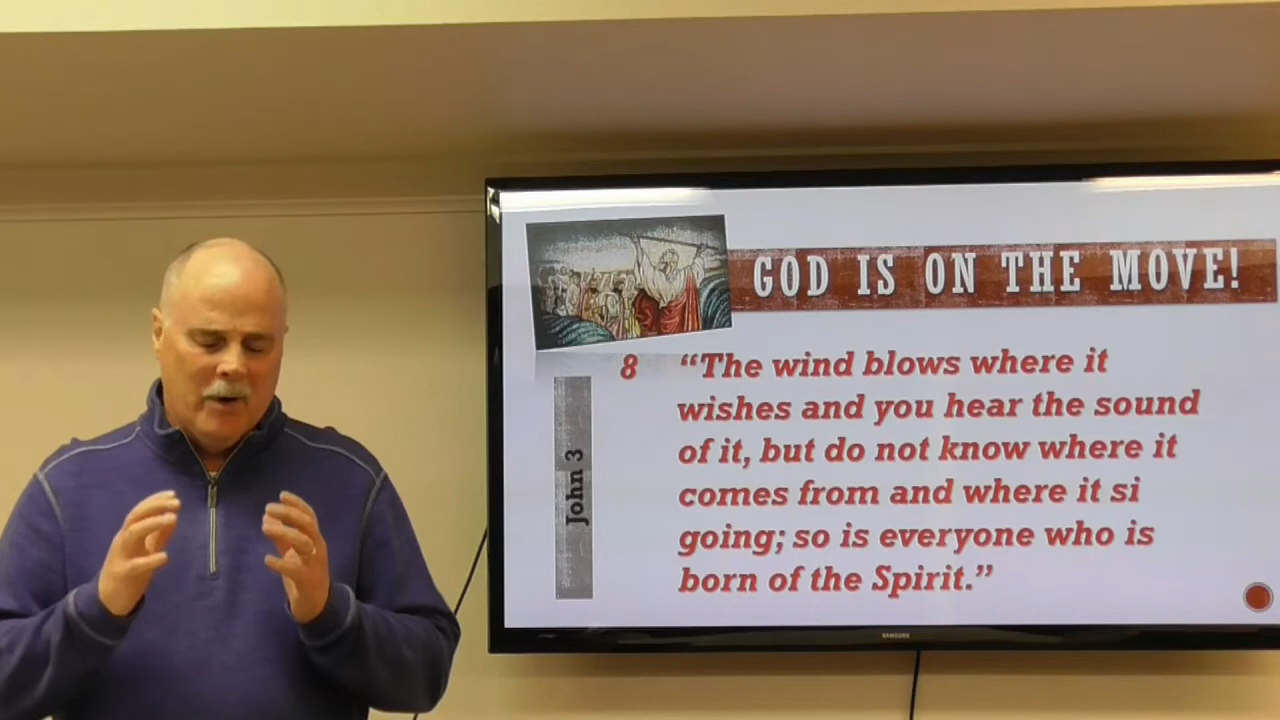 GOD IS ON THE MOVE!
8 “The wind blows where it
wishes and you hear the sound
of it, but do not know where it
comes from and where it si
going; so is everyone who is
born of the Spirit.”
John 3
SAMSUNG